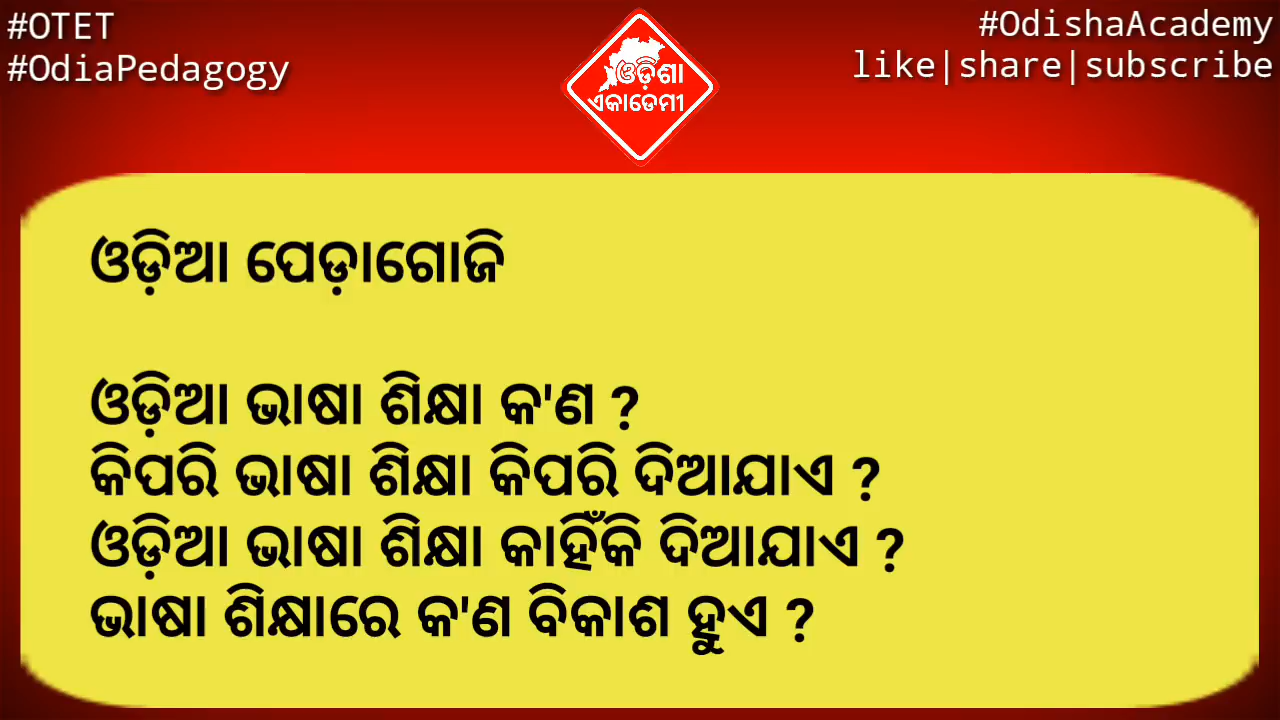 #OTET
#OdiaPedagogy
ଓଡ଼ିଶା
ଏକାଡେମୀ
#OdishaAcademy
like|share|subscribe
ଓଡ଼ିଆ ପେଡ଼ାଗୋଜି
ଓଡ଼ିଆ ଭାଷା ଶିକ୍ଷା କ'ଣ ?
କିପରି ଭାଷା ଶିକ୍ଷା କିପରି ଦିଆଯାଏ ?
ଓଡ଼ିଆ ଭାଷା ଶିକ୍ଷା କାହିଁକି ଦିଆଯାଏ ?
ଭାଷା ଶିକ୍ଷାରେ କ'ଣ ବିକାଶ ହୁଏ ?